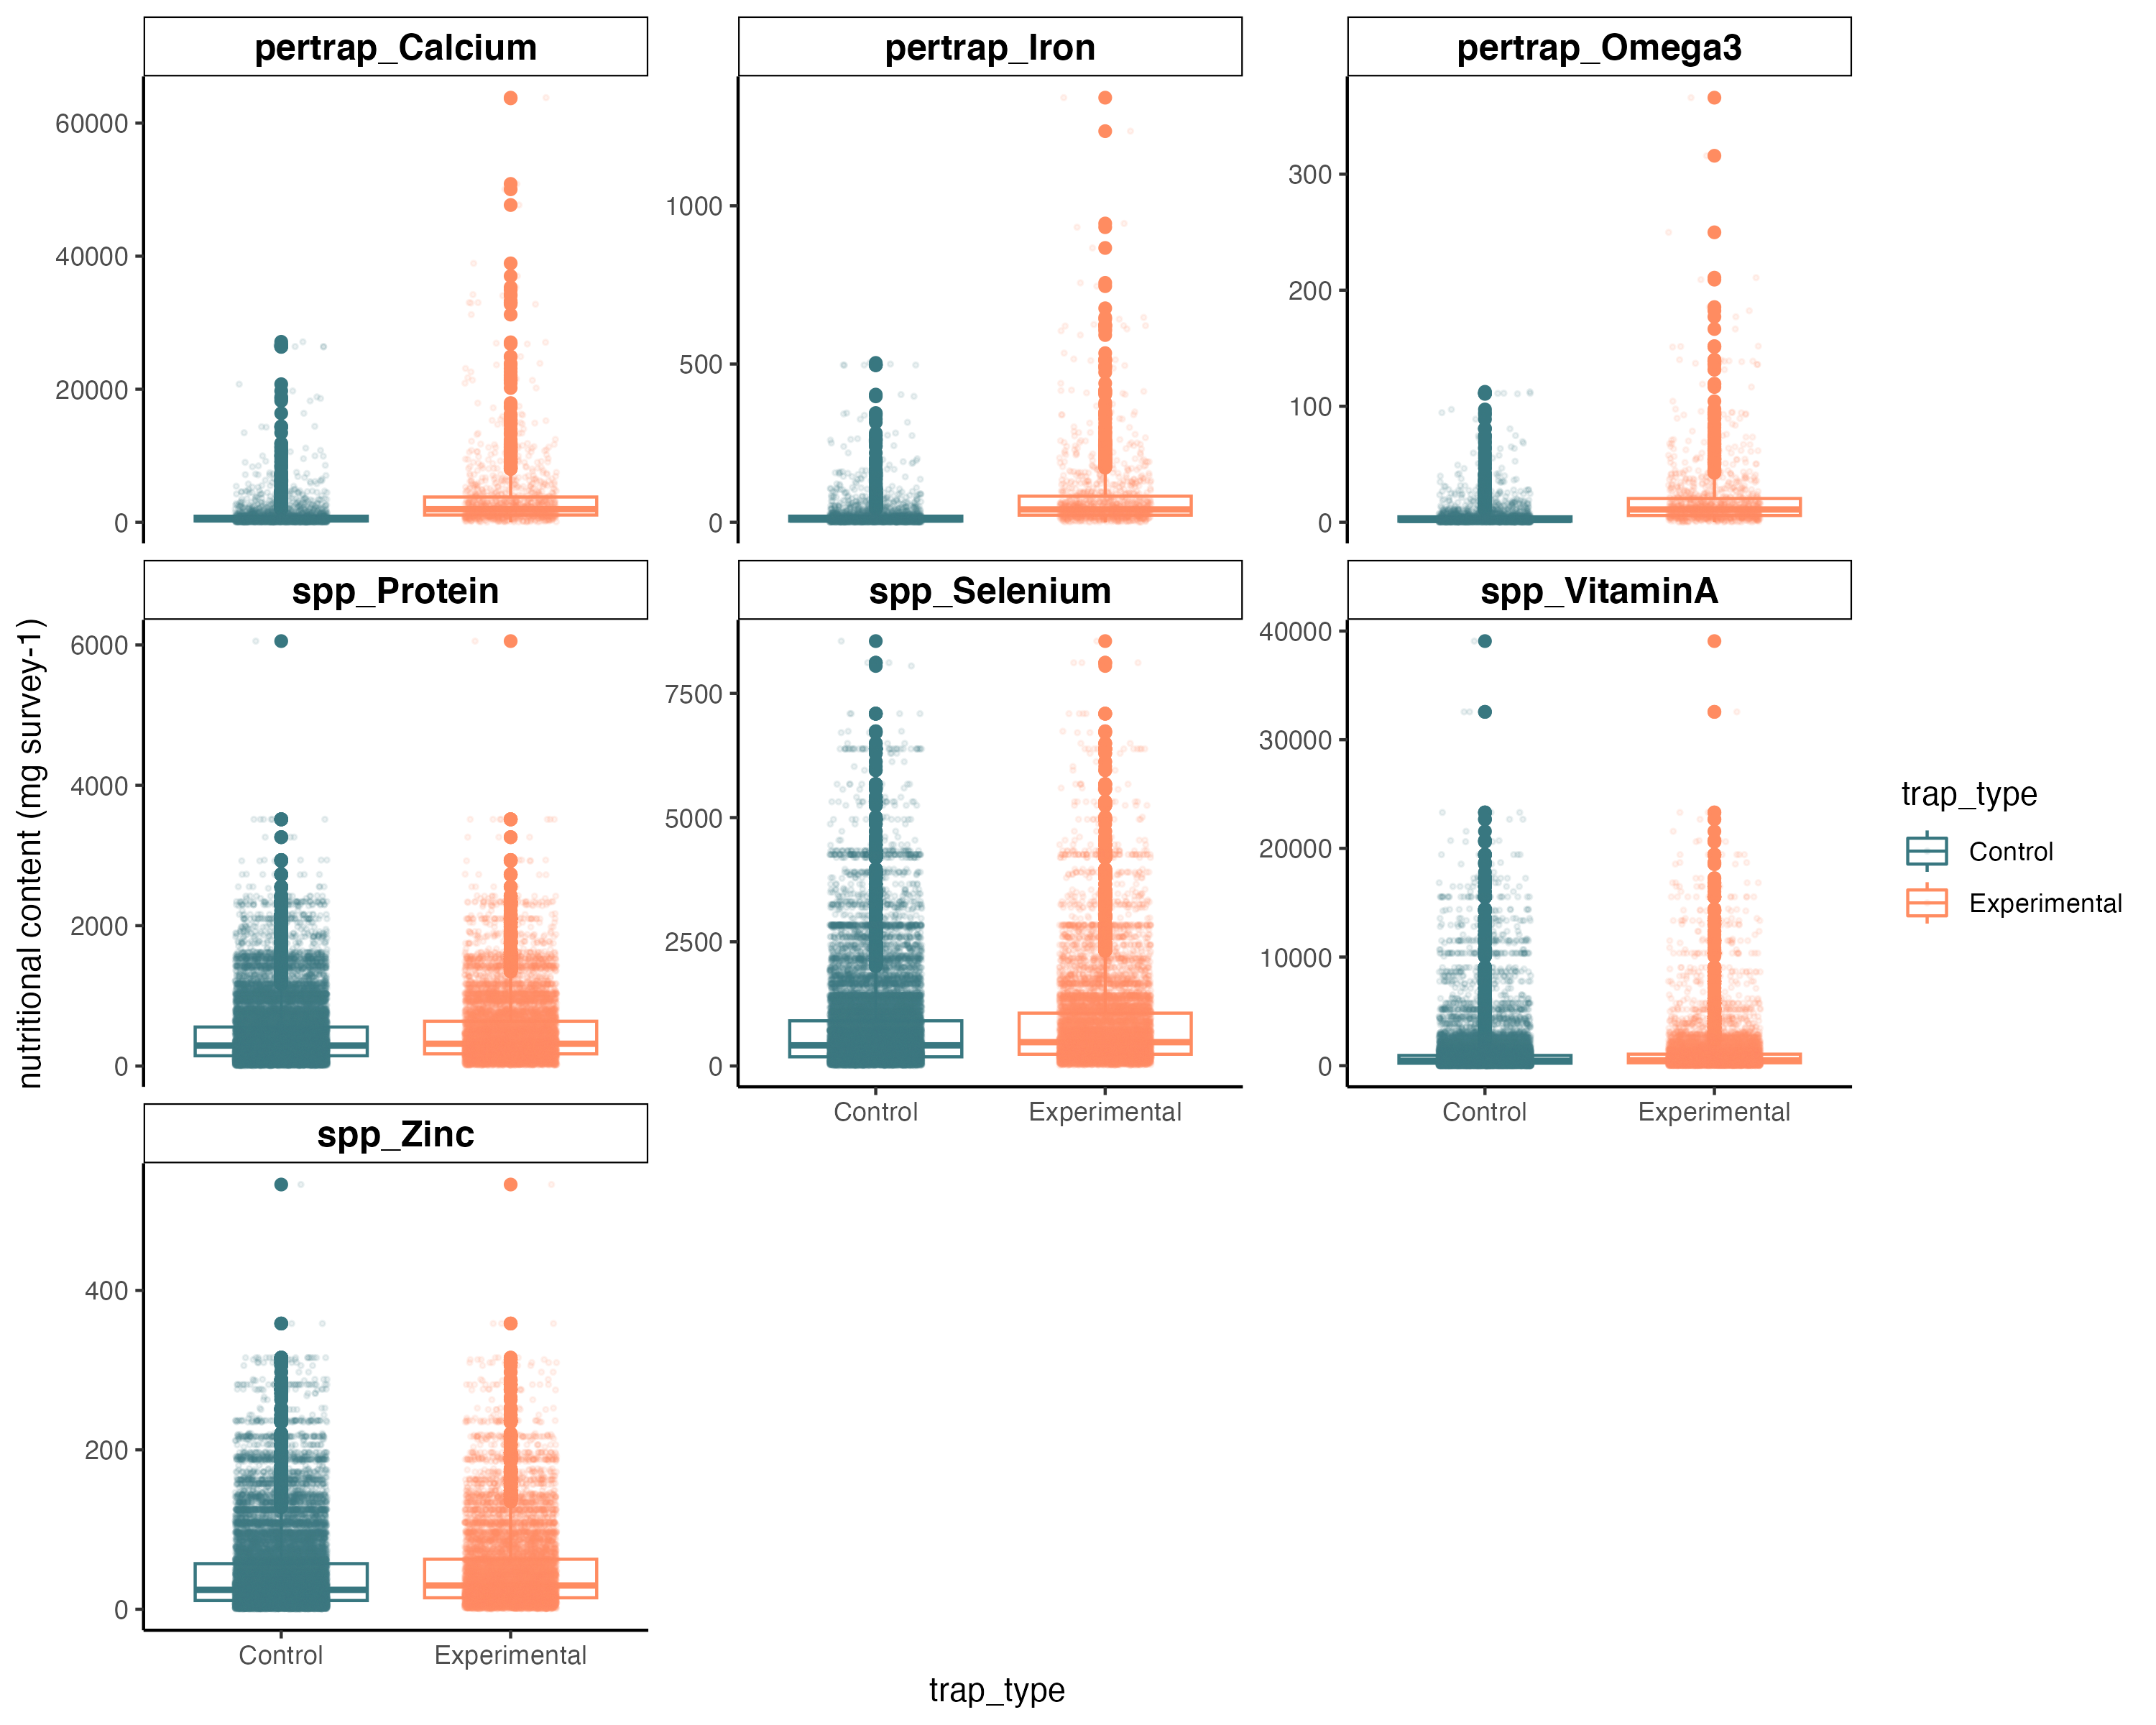 pertrap_Calcium
pertrap_Iron
pertrap_Omega3
60000
40000
20000
0
1000
500
0
300
200
100
0
spp_Protein
spp_Selenium
spp_VitaminA
6000
4000
2000
0
7500
5000
2500
0
40000
30000
20000
10000
0
Control
Experimental
Control
Experimental
spp_Zinc
400
200
0
Control
Experimental
trap_type
nutritional content (mg survey-1)
trap_type
Control
Experimental